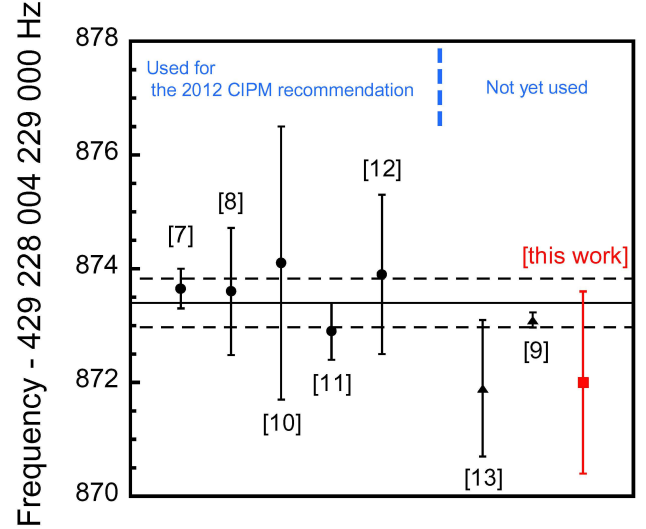 Frequency - 429 228 004 229 000 Hz
878
876
874
872
870
Used for
the 2012 CIPM recommendation
Not yet used
[7]
[8]
[10]
[11]
[12]
[13]
[9]
[this work]